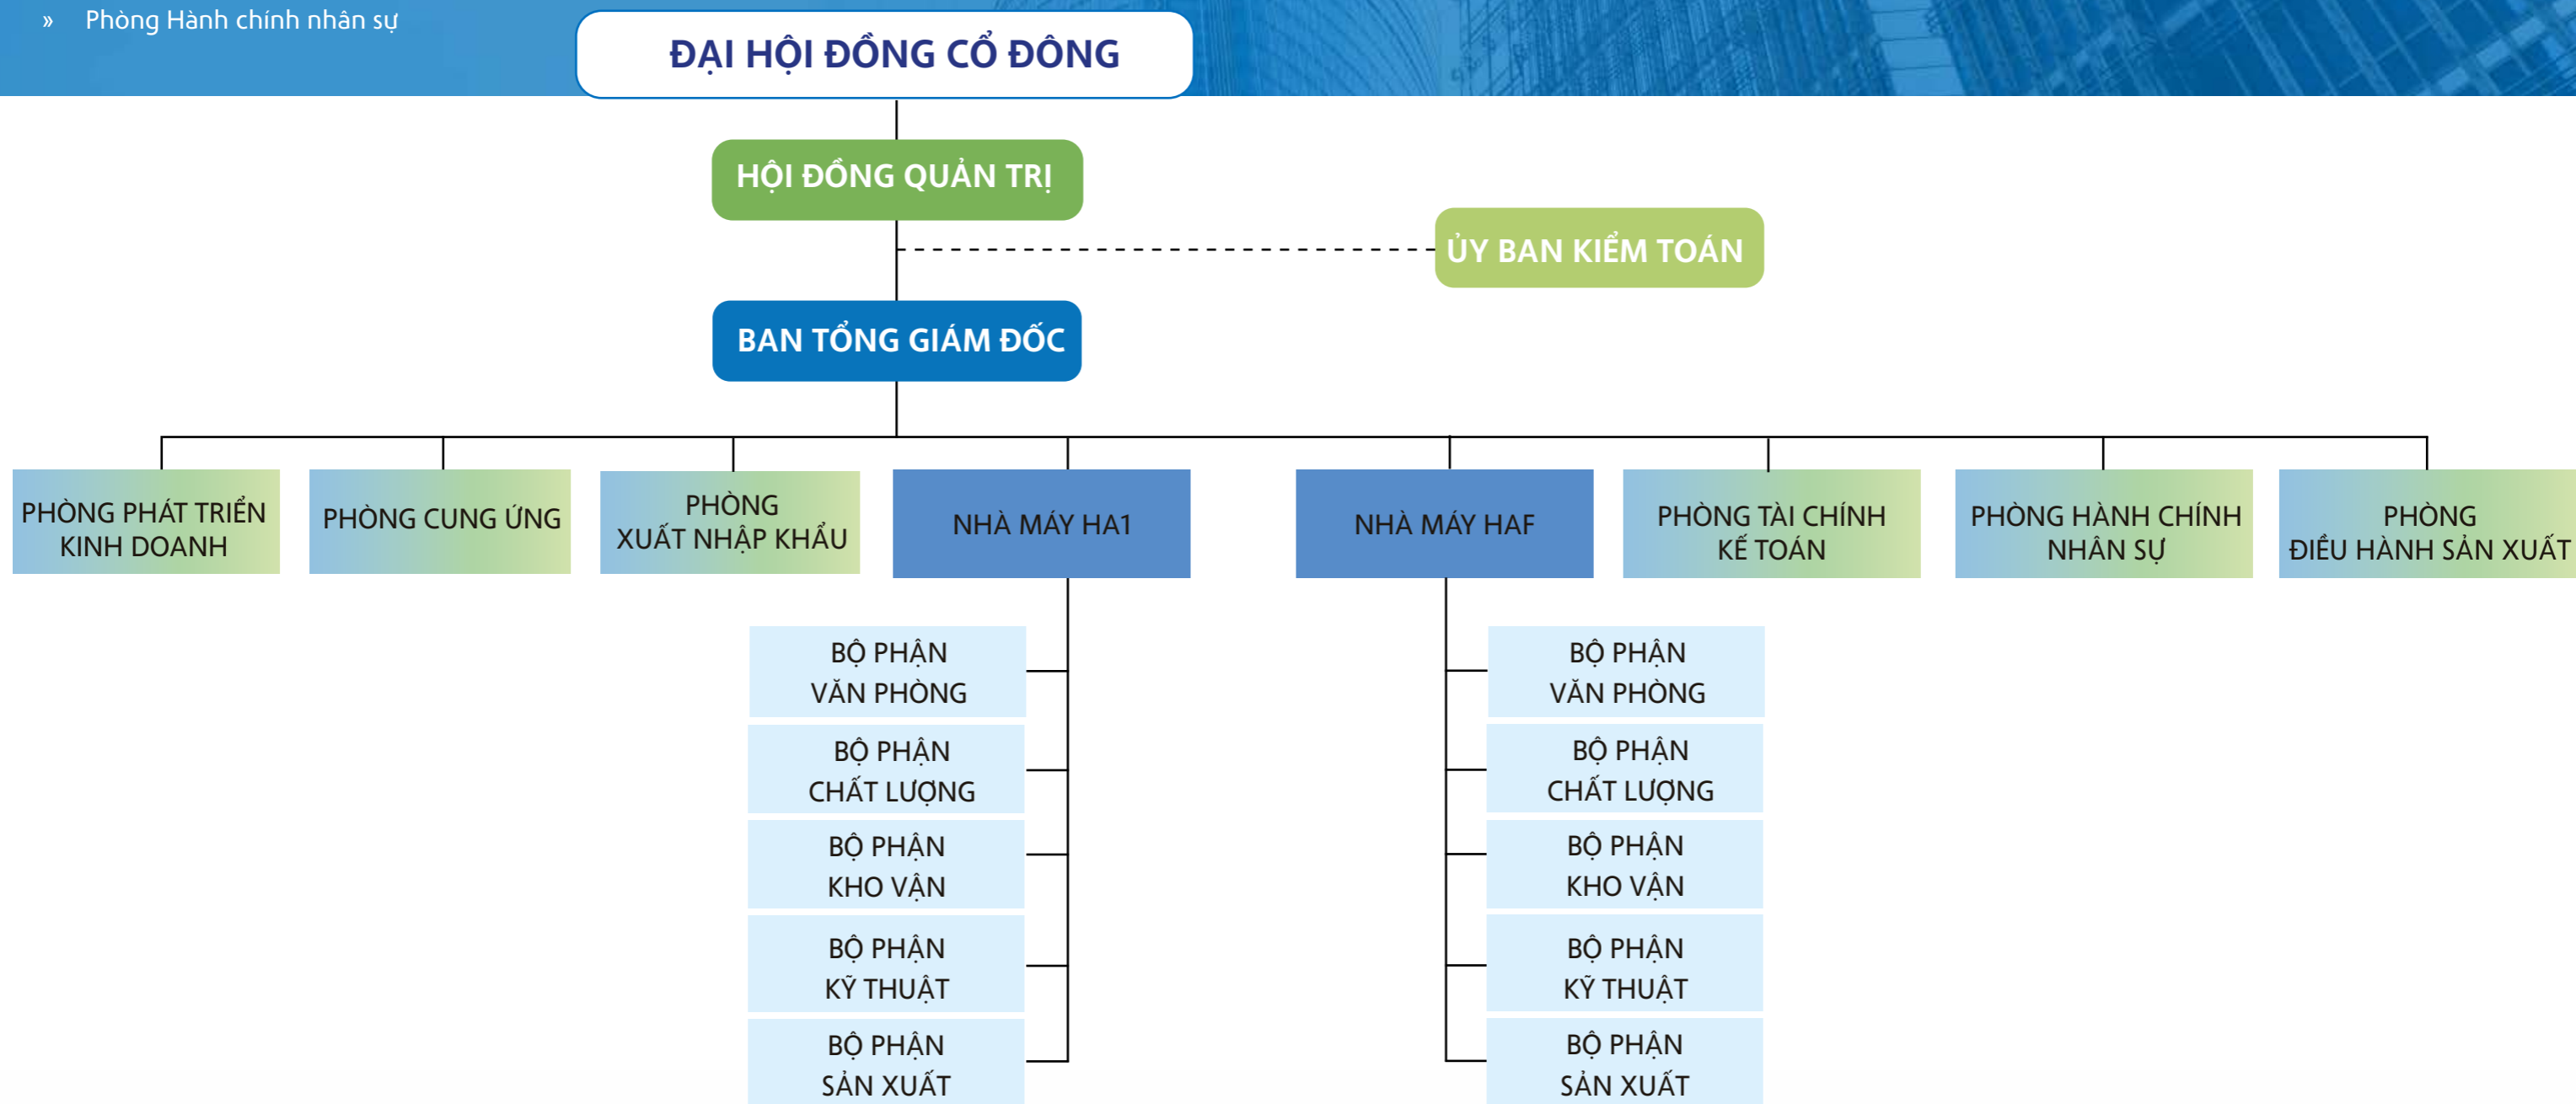 » Phòng Hành chính nhân sự
ĐẠI HỘI ĐỒNG CỔ ĐÔNG
HỘI ĐỒNG QUẢN TRỊ
ỦY BAN KIỂM TOÁN
BAN TỔNG GIÁM ĐỐC
PHÒNG PHÁT TRIỂN
KINH DOANH
PHÒNG CUNG ỨNG
PHÒNG
XUẤT NHẬP KHẨU
NHÀ MÁY HA1
NHÀ MÁY HAF
PHÒNG TÀI CHÍNH
KẾ TOÁN
PHÒNG HÀNH CHÍNH
NHÂN SỰ
PHÒNG
ĐIỀU HÀNH SẢN XUẤT
BỘ PHẬN
VĂN PHÒNG
BỘ PHẬN
CHẤT LƯỢNG
BỘ PHẬN
KHO VẬN
BỘ PHẬN
KỸ THUẬT
BỘ PHẬN
SẢN XUẤT
BỘ PHẬN
VĂN PHÒNG
BỘ PHẬN
CHẤT LƯỢNG
BỘ PHẬN
KHO VẬN
BỘ PHẬN
KỸ THUẬT
BỘ PHẬN
SẢN XUẤT